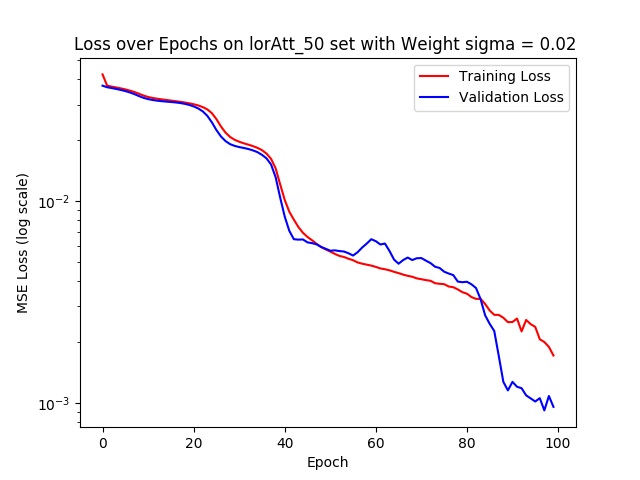 Loss over Epochs on lorAtt_50 set with Weight sigma = 0.02
Training Loss
Validation Loss
MSE Loss (log scale)
10⁻²
10⁻³
0 20 40 60 80 100
Epoch